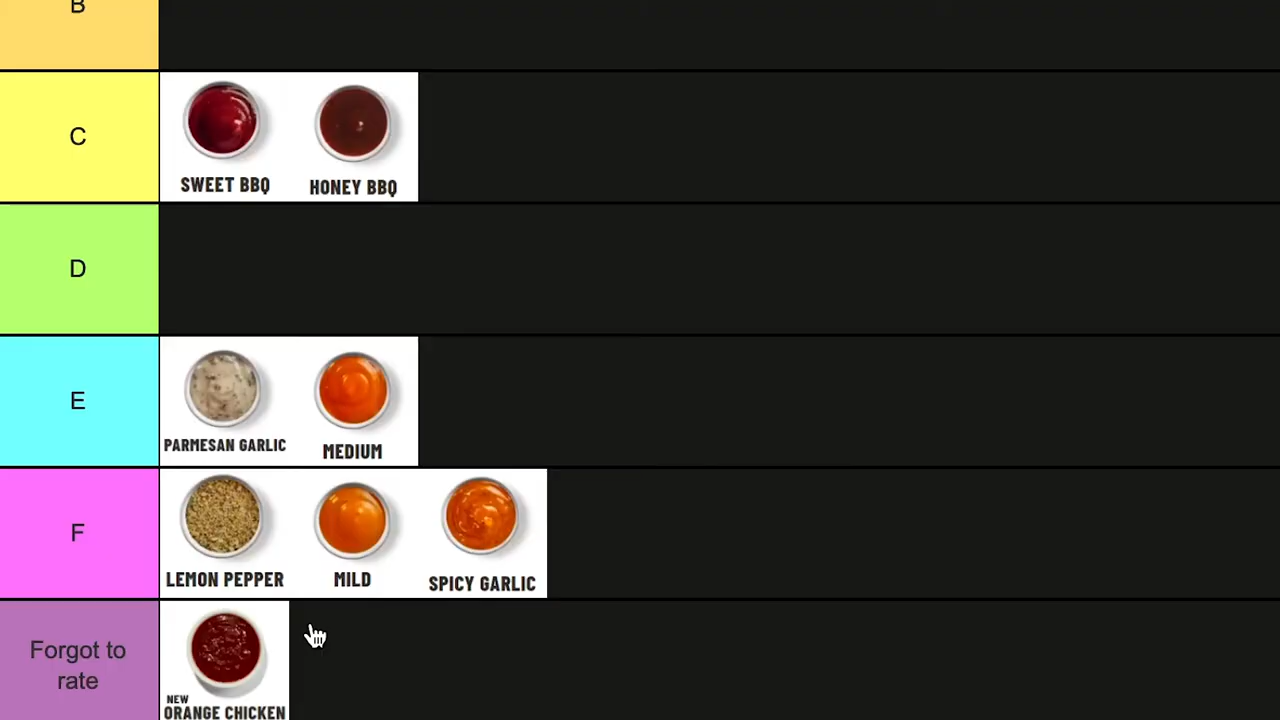 B
C
SWEET BBQ
HONEY BBQ
D
E
PARMESAN GARLIC
MEDIUM
F
LEMON PEPPER
MILD
SPICY GARLIC
Forgot to
rate
NEW
ORANGE CHICKEN